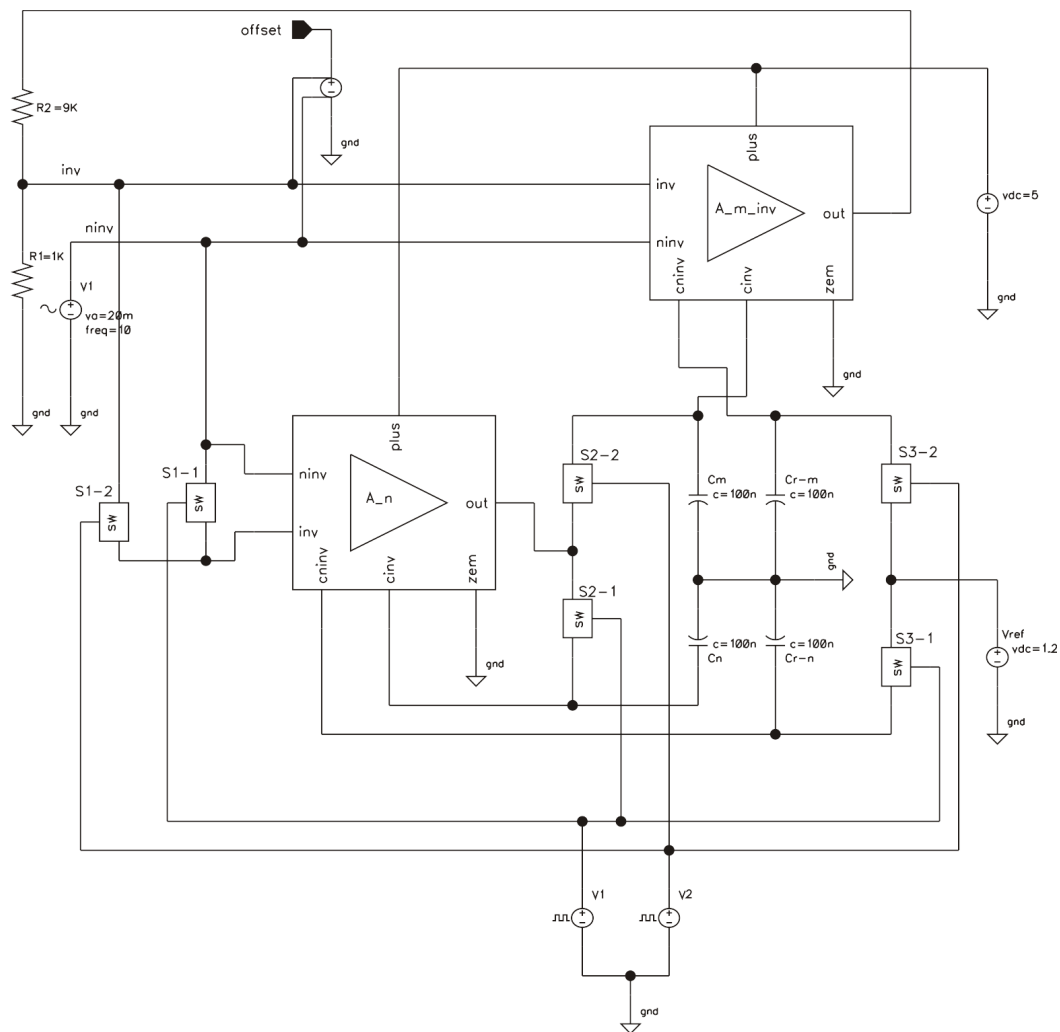 offset
R2=9K
gnd
plus
inv
inv
A_m_inv
out
vdc=5
ninv
ninv
R1=1K
V1
va=20m
freq=10
cninv
cinv
zem
gnd
gnd
gnd
gnd
plus
S2-2
S3-2
S1-1
ninv
sw
Cm
c=100n
Cr-m
c=100n
sw
S1-2
sw
A_n
out
sw
inv
cninv
cinv
zem
gnd
S2-1
sw
c=100n
Cn
c=100n
Cr-n
S3-1
sw
Vref
vdc=1.2
gnd
gnd
V1
V2
gnd